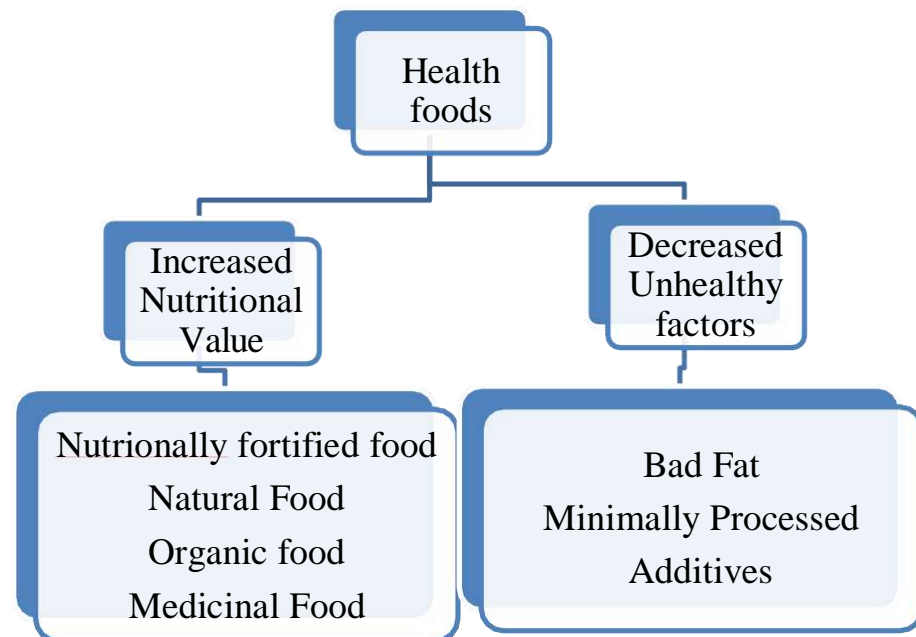 Health
foods
Increased
Nutritional
Value
Decreased
Unhealthy
factors
Nutrionally fortified food
Natural Food
Organic food
Medicinal Food
Bad Fat
Minimally Processed
Additives